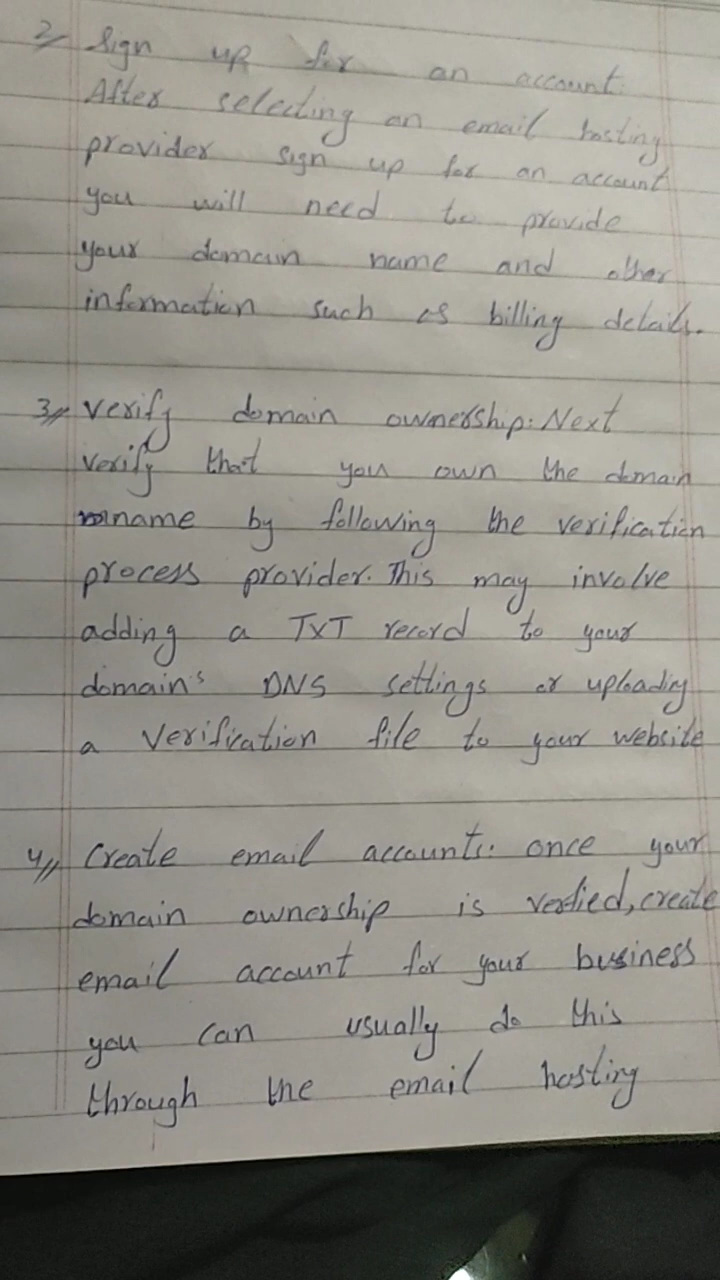 2, Sign up for an account.
After selecting an email hosting
provider sign up for an account
you will need to provide
your domain name and other
information such as billing details.
3, Verify domain ownership: Next
verify that you own the domain
name by following the verification
process provider. This may involve
adding a TXT record to your
domain's DNS settings or uploading
a verification file to your website
4, Create email accounts: once your
domain ownership is verfied, create
email account for your business
you can usually do this
through the email hosting